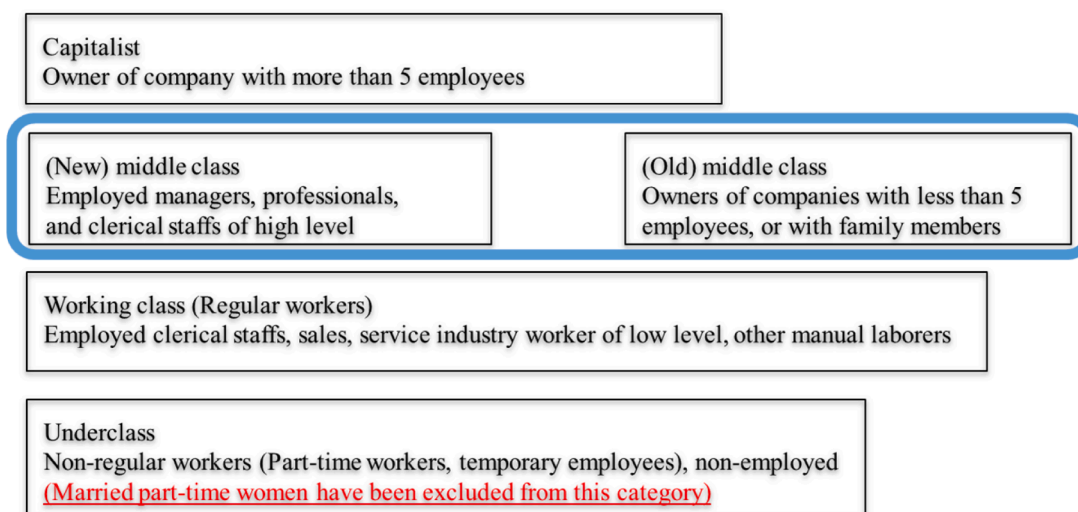 Capitalist
Owner of company with more than 5 employees
(New) middle class
Employed managers, professionals,
and clerical staffs of high level
(Old) middle class
Owners of companies with less than 5
employees, or with family members
Working class (Regular workers)
Employed clerical staffs, sales, service industry worker of low level, other manual laborers
Underclass
Non-regular workers (Part-time workers, temporary employees), non-employed
(Married part-time women have been excluded from this category)